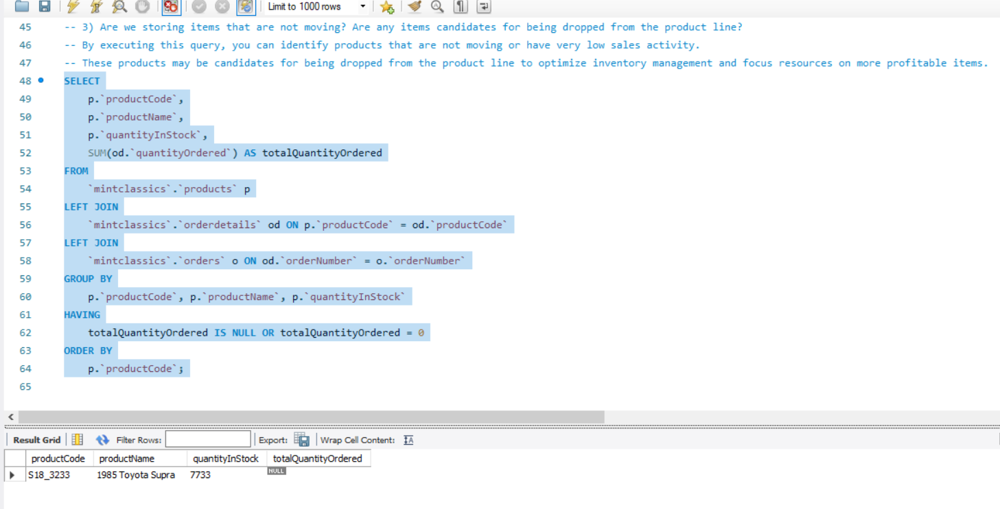 Limit to 1000 rows
45 -- 3) Are we storing items that are not moving? Are any items candidates for being dropped from the product line?
46 -- By executing this query, you can identify products that are not moving or have very low sales activity.
47 -- These products may be candidates for being dropped from the product line to optimize inventory management and focus resources on more profitable items.
48 SELECT
49 p.`productCode`,
50 p.`productName`,
51 p.`quantityInStock`,
52 SUM(od.`quantityOrdered`) AS totalQuantityOrdered
53 FROM
54 `mintclassics`.`products` p
55 LEFT JOIN
56 `mintclassics`.`orderdetails` od ON p.`productCode` = od.`productCode`
57 LEFT JOIN
58 `mintclassics`.`orders` o ON od.`orderNumber` = o.`orderNumber`
59 GROUP BY
60 p.`productCode`, p.`productName`, p.`quantityInStock`
61 HAVING
62 totalQuantityOrdered IS NULL OR totalQuantityOrdered = 0
63 ORDER BY
64 p.`productCode`;
65
Result Grid Filter Rows: Export: Wrap Cell Content:
productCode productName quantityInStock totalQuantityOrdered
S18_3233 1985 Toyota Supra 7733 NULL